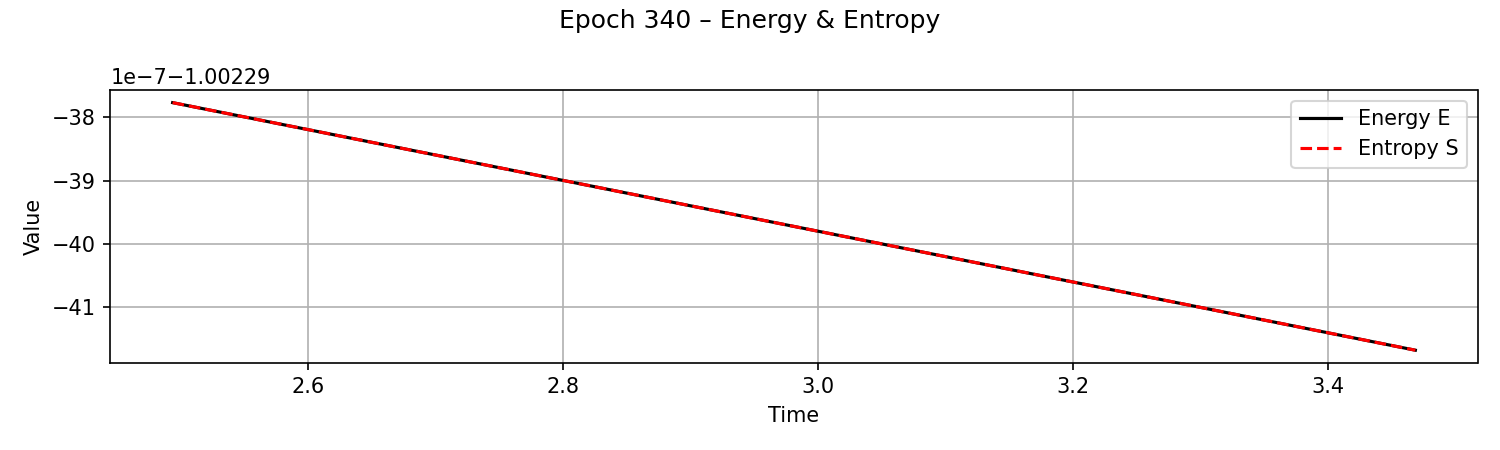 Epoch 340 – Energy & Entropy
1e−7−1.00229
−38
−39
−40
−41
Value
Energy E
Entropy S
2.6
2.8
3.0
3.2
3.4
Time